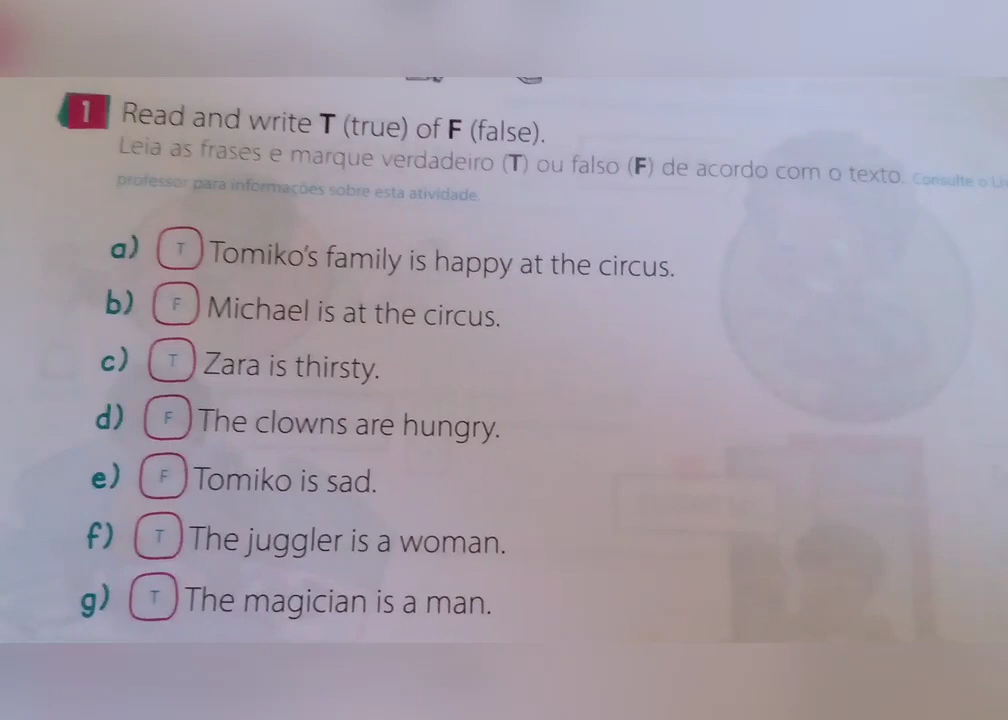 1 Read and write T (true) of F (false).
Leia as frases e marque verdadeiro (T) ou falso (F) de acordo com o texto. Consulte o
professor para informações sobre esta atividade.
a) T Tomiko's family is happy at the circus.
b) F Michael is at the circus.
c) T Zara is thirsty.
d) F The clowns are hungry.
e) F Tomiko is sad.
f) T The juggler is a woman.
g) T The magician is a man.